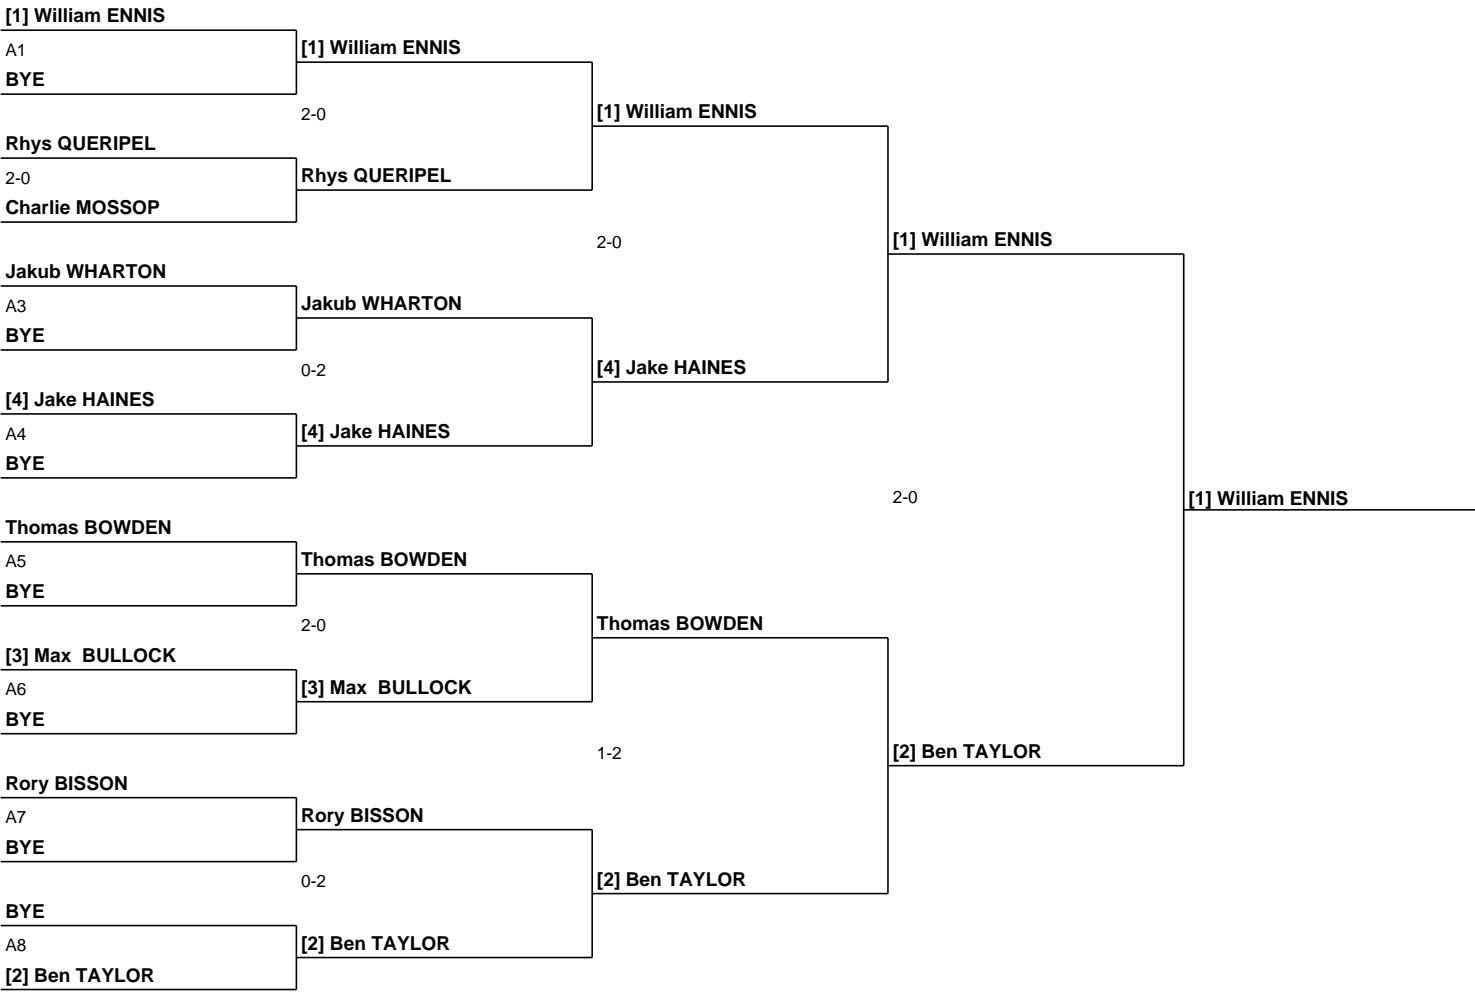 [1] William ENNIS
A1
[1] William ENNIS
BYE
2-0
[1] William ENNIS
Rhys QUERIPEL
2-0
Rhys QUERIPEL
Charlie MOSSOP
2-0
[1] William ENNIS
Jakub WHARTON
A3
Jakub WHARTON
BYE
0-2
[4] Jake HAINES
[4] Jake HAINES
A4
[4] Jake HAINES
BYE
2-0
[1] William ENNIS
Thomas BOWDEN
A5
Thomas BOWDEN
BYE
2-0
Thomas BOWDEN
[3] Max  BULLOCK
A6
[3] Max  BULLOCK
BYE
1-2
[2] Ben TAYLOR
Rory BISSON
A7
Rory BISSON
BYE
0-2
[2] Ben TAYLOR
BYE
A8
[2] Ben TAYLOR
[2] Ben TAYLOR